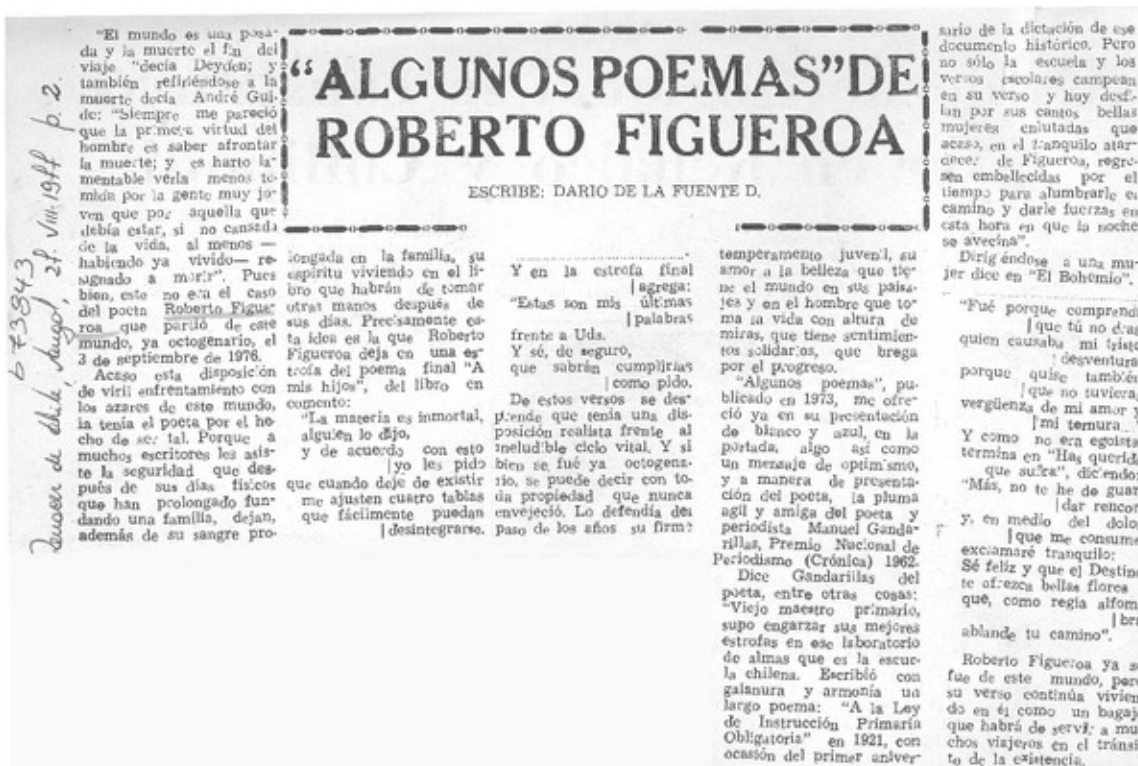 "ALGUNOS POEMAS" DE
ROBERTO FIGUEROA
ESCRIBE: DARIO DE LA FUENTE D.
"El mundo es una posa-
da y la muerte el fin del
viaje "decía Deyden; y
también refiriéndose a la
muerte decía André Gui-
de: "Siempre me pareció
que la primera virtud del
hombre es saber afrontar
la muerte; y es harto la-
mentable verla menos te-
mida por la gente muy jo-
ven que por aquella que
debía estar, si no cansada
de la vida, al menos —
habiendo ya vivido— re-
signado a morir". Pues
bien, este no era el caso
del poeta Roberto Figue-
roa que partió de este
mundo, ya octogenario, el
3 de septiembre de 1976.
Acaso esta disposición
de viril enfrentamiento con
los azares de este mundo,
la tenía el poeta por el he-
cho de ser tal. Porque a
muchos escritores les asis-
te la seguridad que des-
pués de sus días físicos
que han prolongado fun-
dando una familia, dejan,
además de su sangre pro-
longada en la familia, su
espíritu viviendo en el li-
bro que habrán de tomar
otras manos después de
sus días. Precisamente es-
ta idea es la que Roberto
Figueroa deja en una es-
trofa del poema final "A
mis hijos", del libro en
comento:
"La materia es inmortal,
alguien lo dijo,
y de acuerdo con esto
|yo les pido
que cuando deje de existir
me ajusten cuatro tablas
que fácilmente puedan
|desintegrarse.
Y en la estrofa final
|agrega:
"Estas son mis últimas
|palabras
frente a Uds.
Y sé, de seguro,
que sabrán cumplirlas
|como pido.
De estos versos se des-
prende que tenía una dis-
posición realista frente al
ineludible ciclo vital. Y si
bien se fué ya octogena-
rio, se puede decir con to-
da propiedad que nunca
envejeció. Lo defendía del
paso de los años su firme
temperamento juvenil, su
amor a la belleza que tie-
ne el mundo en sus paisa-
jes y en el hombre que to-
ma la vida con altura de
miras, que tiene sentimien-
tos solidarios, que brega
por el progreso.
"Algunos poemas", pu-
blicado en 1973, me ofre-
ció ya en su presentación
de blanco y azul, en la
portada, algo así como
un mensaje de optimismo,
y a manera de presenta-
ción del poeta, la pluma
agil y amiga del poeta y
periodista Manuel Ganda-
rillas, Premio Nacional de
Periodismo (Crónica) 1962.
Dice Gandarillas del
poeta, entre otras cosas:
"Viejo maestro primario,
supo engarzar sus mejores
estrofas en ese laboratorio
de almas que es la escue-
la chilena. Escribió con
galanura y armonía un
largo poema: "A la Ley
de Instrucción Primaria
Obligatoria" en 1921, con
ocasión del primer aniver-
sario de la dictación de ese
documento histórico. Pero
no sólo la escuela y los
versos escolares campean
en su verso y hoy desfi-
lan por sus cantos bellas
mujeres enlutadas que
acaso, en el tranquilo atar-
decer de Figueroa, regre-
sen embellecidas por el
tiempo para alumbrarle el
camino y darle fuerzas en
esta hora en que la noche
se avecina".
Dirigéndose a una mu-
jer dice en "El Bohemio".
"Fué porque comprendí
|que tú no eras
quien causaba mi triste
|desventura
porque quise también
|que no tuviera
vergüenza de mi amor y
|mi ternura
Y como no era egoista
termina en "Has querido
que sufra", diciendo:
"Más, no te he de guar
|dar rencor
y, en medio del dolor
|que me consume
exclamaré tranquilo:
Sé feliz y que el Destino
te ofrezca bellas flores
que, como regia alfom
|bra
ablande tu camino".
Roberto Figueroa ya se
fue de este mundo, pero
su verso continúa vivien
do en él como un bagaje
que habrá de servir a mu
chos viajeros en el tránsi
to de la existencia.
p. 2.
67843